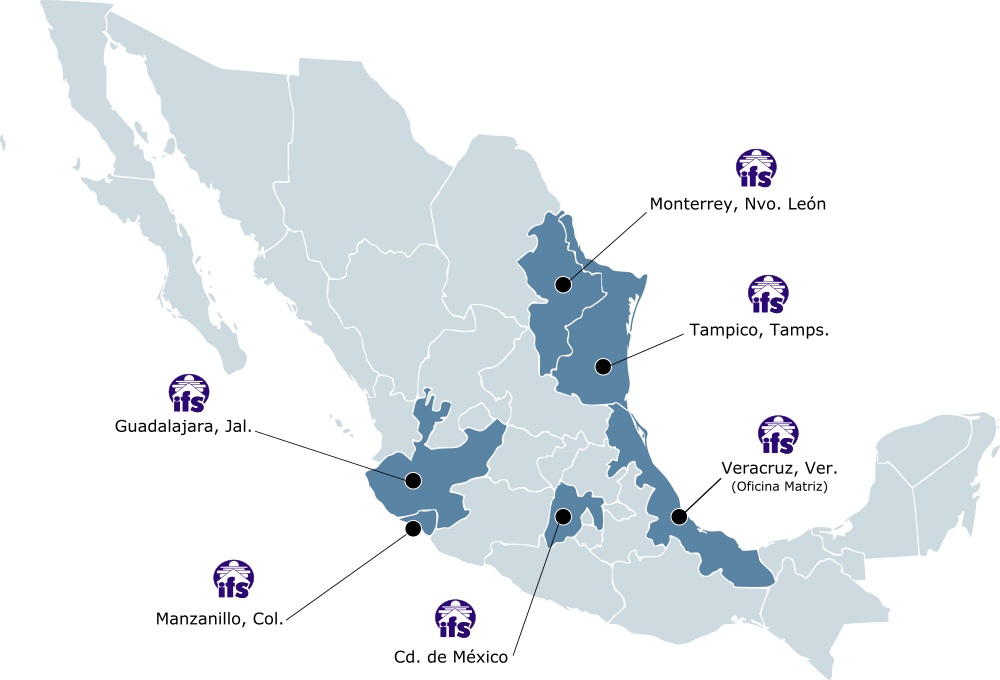 ifs
Monterrey, Nvo. León
ifs
Tampico, Tamps.
ifs
Guadalajara, Jal.
ifs
Veracruz, Ver.
(Oficina Matriz)
ifs
Manzanillo, Col.
ifs
Cd. de México